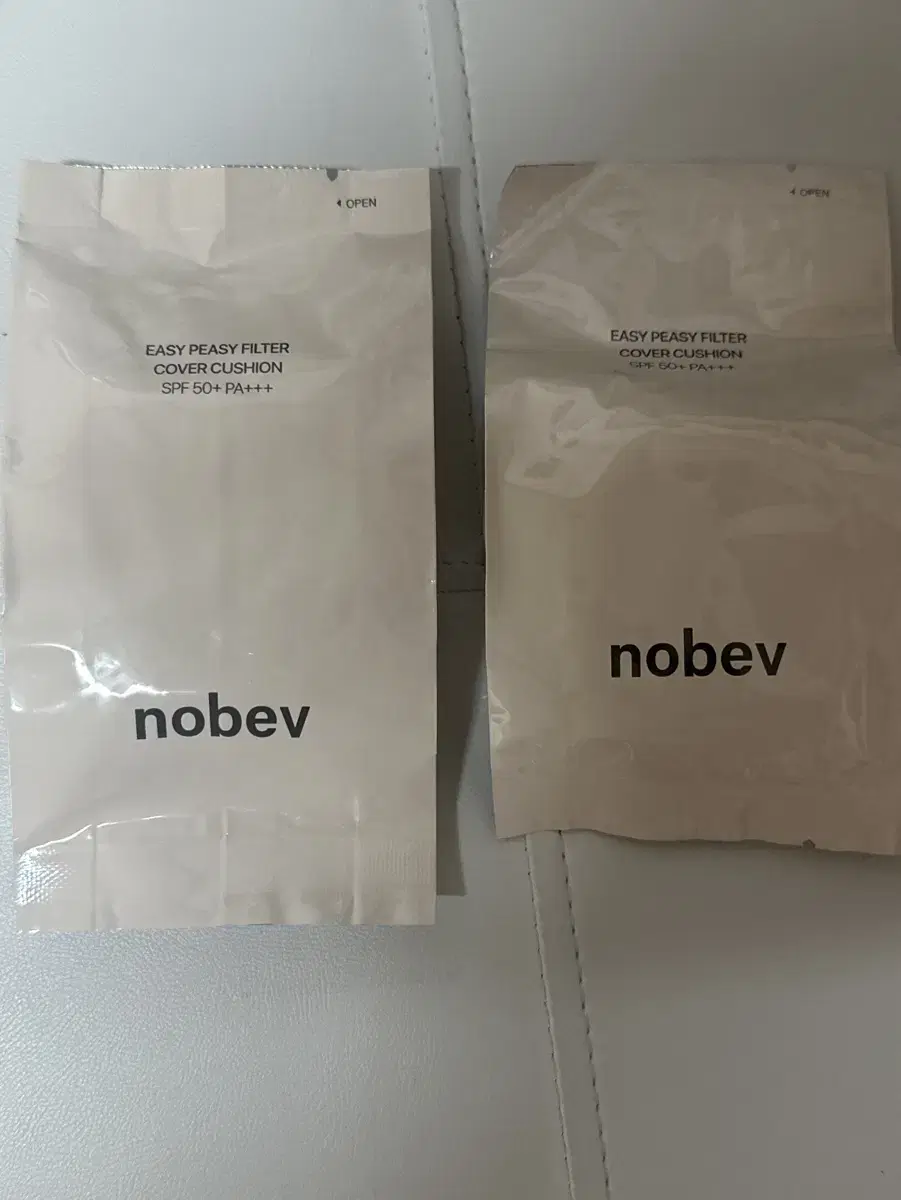 ◂ OPEN
EASY PEASY FILTER
COVER CUSHION
SPF 50+ PA+++
nobev
◂ OPEN
EASY PEASY FILTER
COVER CUSHION
SPF 50+ PA+++
nobev